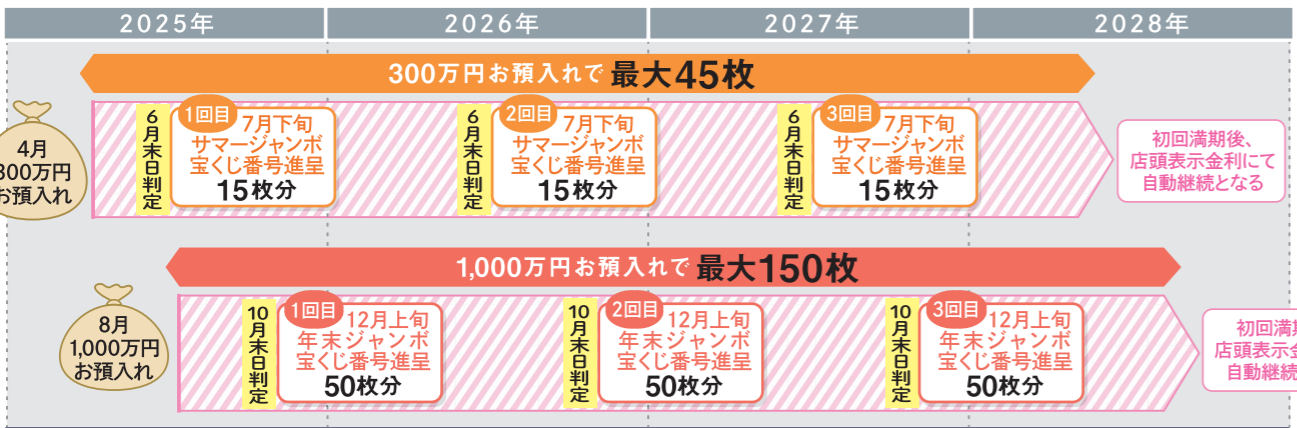 2025年
2026年
2027年
2028年
300万円お預入れで 最大45枚
4月
300万円
お預入れ
6月末日判定
1回目
7月下旬
サマージャンボ
宝くじ番号進呈
15枚分
6月末日判定
2回目
7月下旬
サマージャンボ
宝くじ番号進呈
15枚分
6月末日判定
3回目
7月下旬
サマージャンボ
宝くじ番号進呈
15枚分
初回満期後、
店頭表示金利にて
自動継続となる
1,000万円お預入れで 最大150枚
8月
1,000万円
お預入れ
10月末日判定
1回目
12月上旬
年末ジャンボ
宝くじ番号進呈
50枚分
10月末日判定
2回目
12月上旬
年末ジャンボ
宝くじ番号進呈
50枚分
10月末日判定
3回目
12月上旬
年末ジャンボ
宝くじ番号進呈
50枚分
初回満
店頭表示金
自動継続